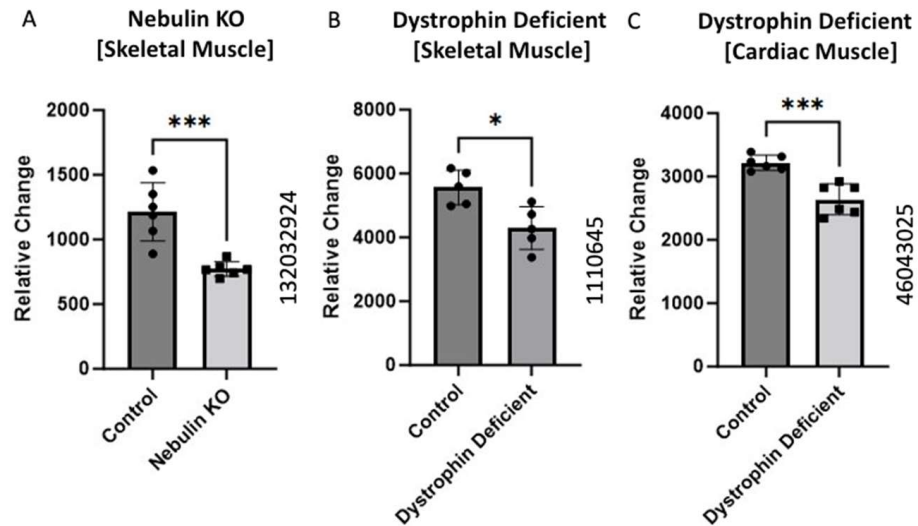 A
Nebulin KO
[Skeletal Muscle]
2000
1500
1000
500
0
Relative Change
***
Control
Nebulin KO
132032924
B
Dystrophin Deficient
[Skeletal Muscle]
8000
6000
4000
2000
0
Relative Change
*
Control
Dystrophin Deficient
1110645
C
Dystrophin Deficient
[Cardiac Muscle]
4000
3000
2000
1000
0
Relative Change
***
Control
Dystrophin Deficient
46043025